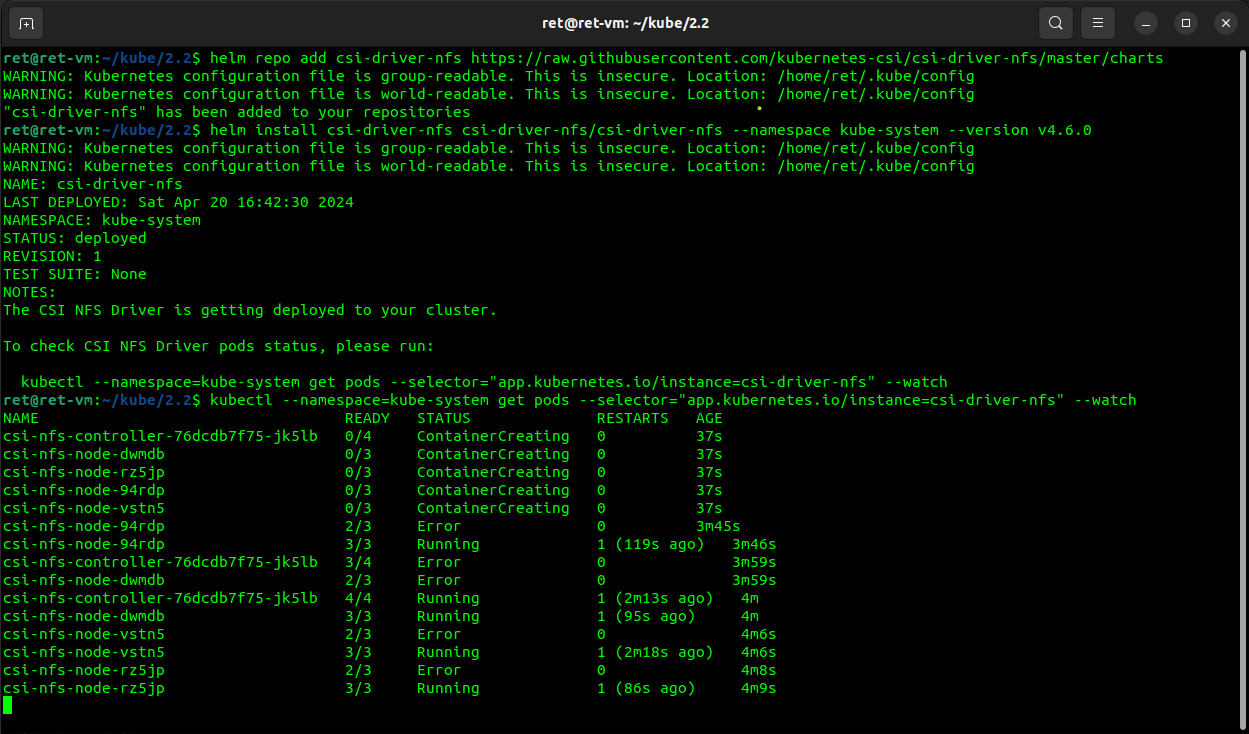 ret@ret-vm: ~/kube/2.2
ret@ret-vm:~/kube/2.2$ helm repo add csi-driver-nfs https://raw.githubusercontent.com/kubernetes-csi/csi-driver-nfs/master/charts
WARNING: Kubernetes configuration file is group-readable. This is insecure. Location: /home/ret/.kube/config
WARNING: Kubernetes configuration file is world-readable. This is insecure. Location: /home/ret/.kube/config
"csi-driver-nfs" has been added to your repositories
ret@ret-vm:~/kube/2.2$ helm install csi-driver-nfs csi-driver-nfs/csi-driver-nfs --namespace kube-system --version v4.6.0
WARNING: Kubernetes configuration file is group-readable. This is insecure. Location: /home/ret/.kube/config
WARNING: Kubernetes configuration file is world-readable. This is insecure. Location: /home/ret/.kube/config
NAME: csi-driver-nfs
LAST DEPLOYED: Sat Apr 20 16:42:30 2024
NAMESPACE: kube-system
STATUS: deployed
REVISION: 1
TEST SUITE: None
NOTES:
The CSI NFS Driver is getting deployed to your cluster.
To check CSI NFS Driver pods status, please run:
  kubectl --namespace=kube-system get pods --selector="app.kubernetes.io/instance=csi-driver-nfs" --watch
ret@ret-vm:~/kube/2.2$ kubectl --namespace=kube-system get pods --selector="app.kubernetes.io/instance=csi-driver-nfs" --watch
NAME                                  READY   STATUS              RESTARTS   AGE
csi-nfs-controller-76dcdb7f75-jk5lb   0/4     ContainerCreating   0          37s
csi-nfs-node-dwmdb                    0/3     ContainerCreating   0          37s
csi-nfs-node-rz5jp                    0/3     ContainerCreating   0          37s
csi-nfs-node-94rdp                    0/3     ContainerCreating   0          37s
csi-nfs-node-vstn5                    0/3     ContainerCreating   0          37s
csi-nfs-node-94rdp                    2/3     Error               0          3m45s
csi-nfs-node-94rdp                    3/3     Running             1 (119s ago)   3m46s
csi-nfs-controller-76dcdb7f75-jk5lb   3/4     Error               0              3m59s
csi-nfs-node-dwmdb                    2/3     Error               0              3m59s
csi-nfs-controller-76dcdb7f75-jk5lb   4/4     Running             1 (2m13s ago)   4m
csi-nfs-node-dwmdb                    3/3     Running             1 (95s ago)     4m
csi-nfs-node-vstn5                    2/3     Error               0               4m6s
csi-nfs-node-vstn5                    3/3     Running             1 (2m18s ago)   4m6s
csi-nfs-node-rz5jp                    2/3     Error               0               4m8s
csi-nfs-node-rz5jp                    3/3     Running             1 (86s ago)     4m9s